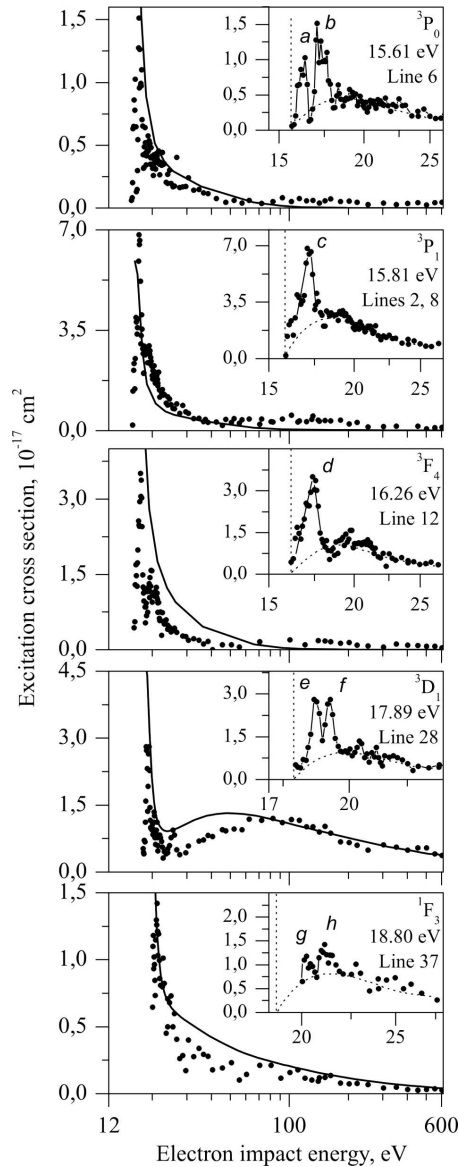 Excitation cross section, 10⁻¹⁷ cm²
1,5
1,0
0,5
0,0
1,5
1,0
0,5
0,0
15
20
25
a
b
³P₀
15.61 eV
Line 6
7,0
3,5
0,0
7,0
3,5
0,0
15
20
25
c
³P₁
15.81 eV
Lines 2, 8
3,0
1,5
0,0
3,0
1,5
0,0
15
20
25
d
³F₄
16.26 eV
Line 12
4,5
3,0
1,5
0,0
3,0
1,5
0,0
17
20
e
f
³D₁
17.89 eV
Line 28
1,5
1,0
0,5
0,0
2,0
1,5
1,0
0,5
0,0
20
25
g
h
¹F₃
18.80 eV
Line 37
12
100
600
Electron impact energy, eV